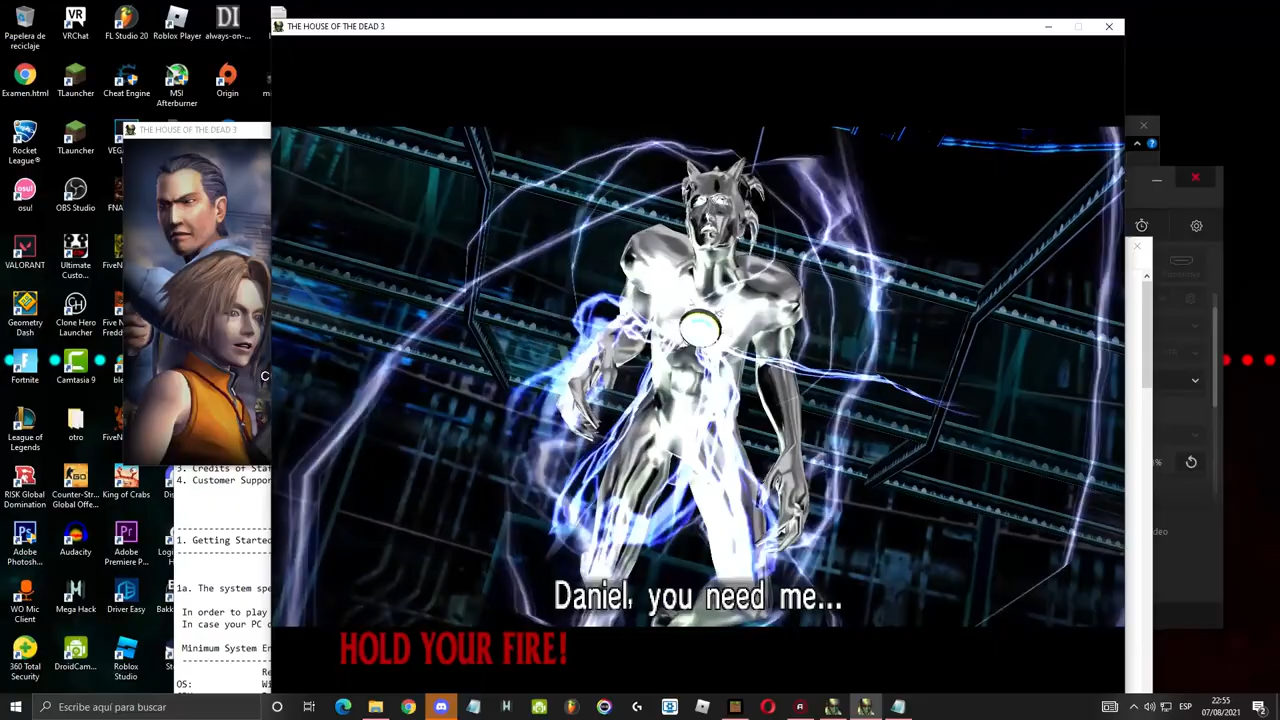 Papelera de
reciclaje
VRChat
FL Studio 20
Roblox Player
always-on-...
THE HOUSE OF THE DEAD 3
Examen.html
TLauncher
Cheat Engine
MSI
Afterburner
Origin
THE HOUSE OF THE DEAD 3
Rocket
League®
TLauncher
osu!
OBS Studio
VALORANT
Ultimate
Custo...
Geometry
Dash
Clone Hero
Launcher
Fortnite
Camtasia 9
League of
Legends
otro
3. Credits of Staf
4. Customer Suppor
RISK Global
Domination
Counter-Str...
Global Offe...
King of Crabs
1. Getting Started
Adobe
Photosh...
Audacity
Adobe
Premiere P...
1a. The system spe
WO Mic
Client
Mega Hack
Driver Easy
In order to play
In case your PC d
Minimum System En
360 Total
Security
DroidCam...
Roblox
Studio
OS:
Daniel, you need me...
HOLD YOUR FIRE!
Escribe aquí para buscar
ESP
22:55
07/08/2021